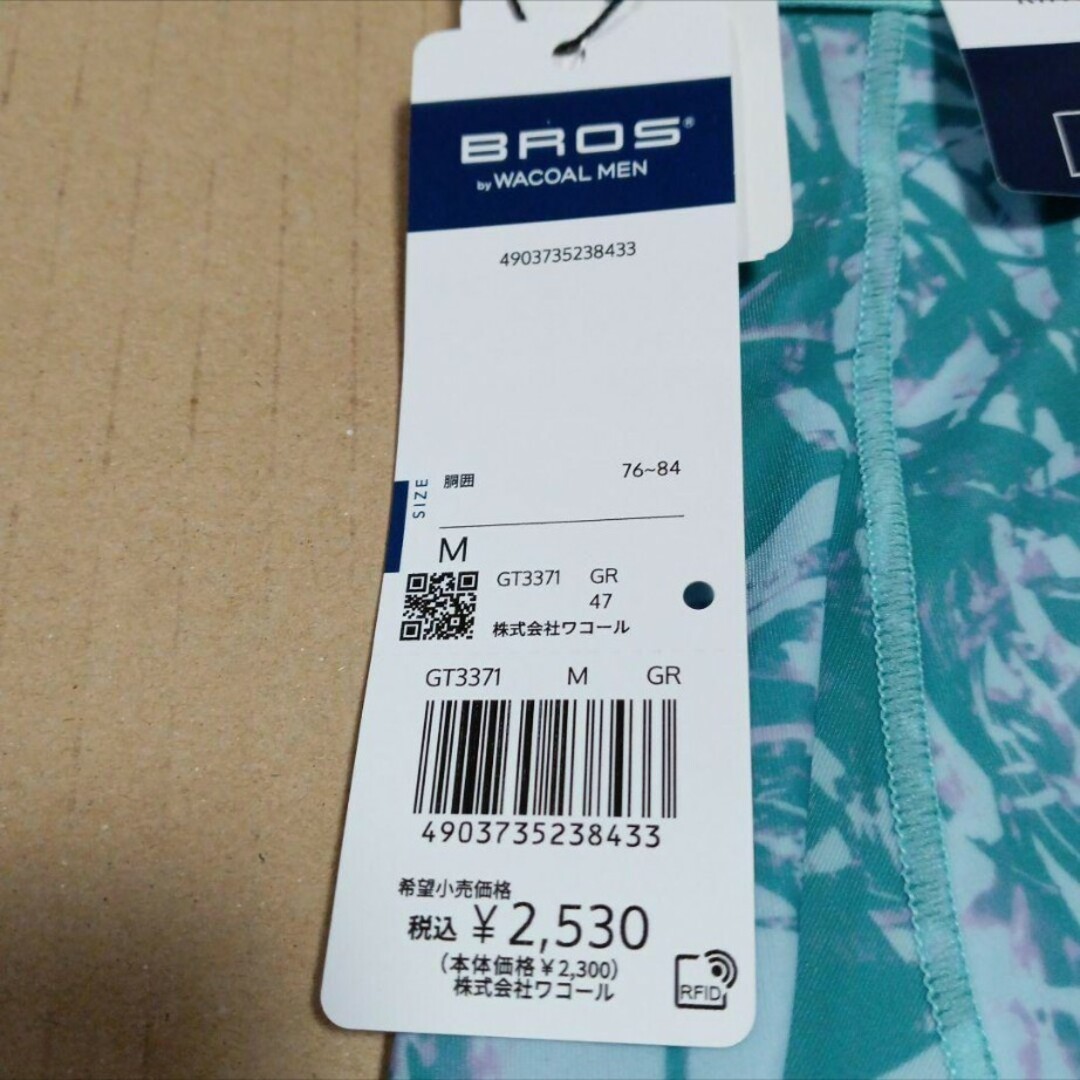 BROS®
by WACOAL MEN
4903735238433
SIZE
胴囲 76~84
M
GT3371 GR
47
株式会社ワコール
GT3371 M GR
4903735238433
希望小売価格
税込 ¥2,530
(本体価格¥2,300)
株式会社ワコール
RFID